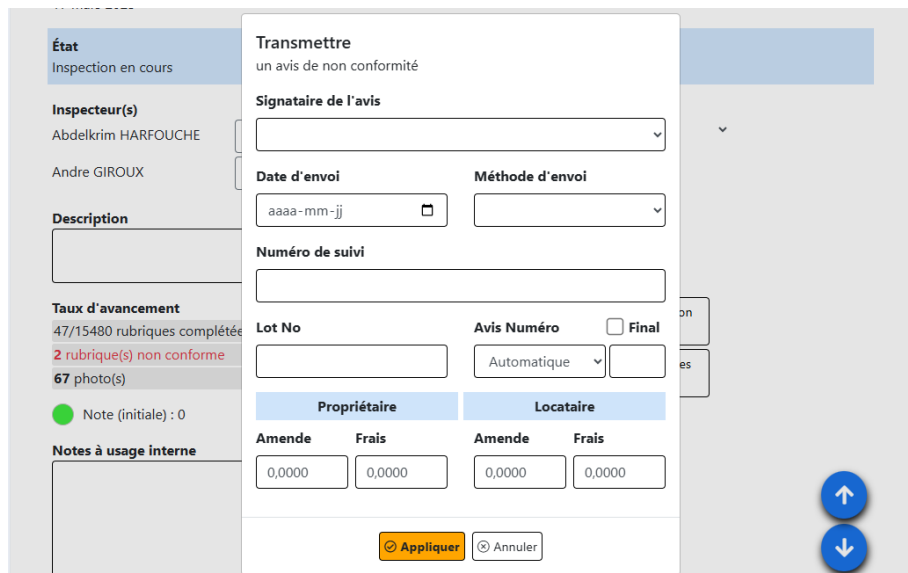 État
Inspection en cours
Inspecteur(s)
Abdelkrim HARFOUCHE
Andre GIROUX
Description
Taux d'avancement
47/15480 rubriques complétée
2 rubrique(s) non conforme
67 photo(s)
Note (initiale) : 0
Notes à usage interne
Transmettre
un avis de non conformité
Signataire de l'avis
Date d'envoi
Méthode d'envoi
aaaa-mm-jj
Numéro de suivi
Lot No
Avis Numéro
Final
Automatique
Propriétaire
Locataire
Amende
Frais
Amende
Frais
0,0000
0,0000
0,0000
0,0000
Appliquer
Annuler
on
es